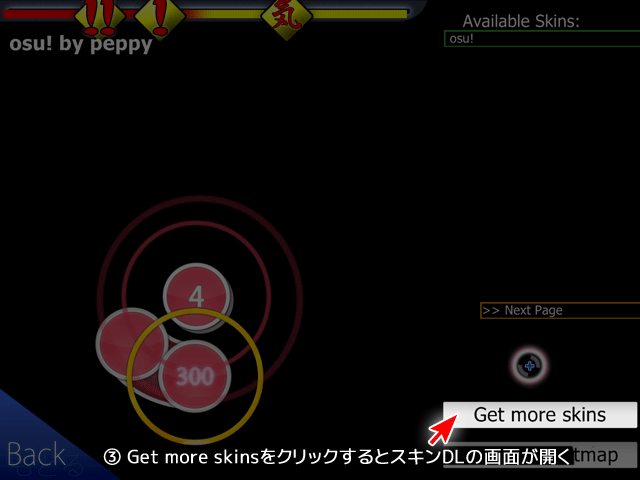 気
Available Skins:
osu!
osu! by peppy
4
300
>> Next Page
Get more skins
tmap
Back
③ Get more skinsをクリックするとスキンDLの画面が開く